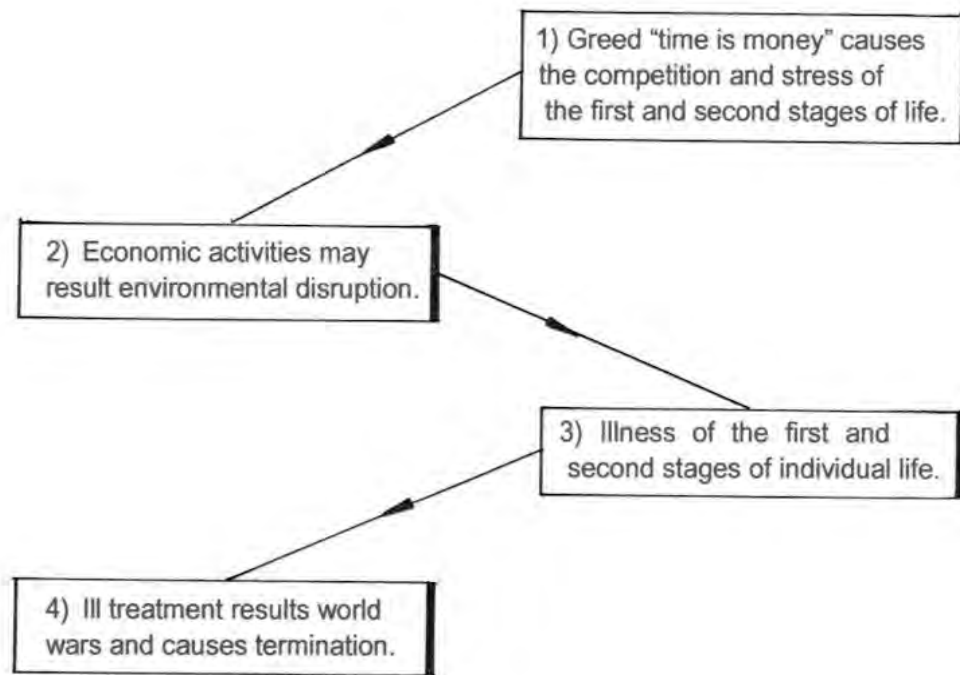 1) Greed “time is money” causes
the competition and stress of
the first and second stages of life.
2) Economic activities may
result environmental disruption.
3) Illness of the first and
second stages of individual life.
4) Ill treatment results world
wars and causes termination.